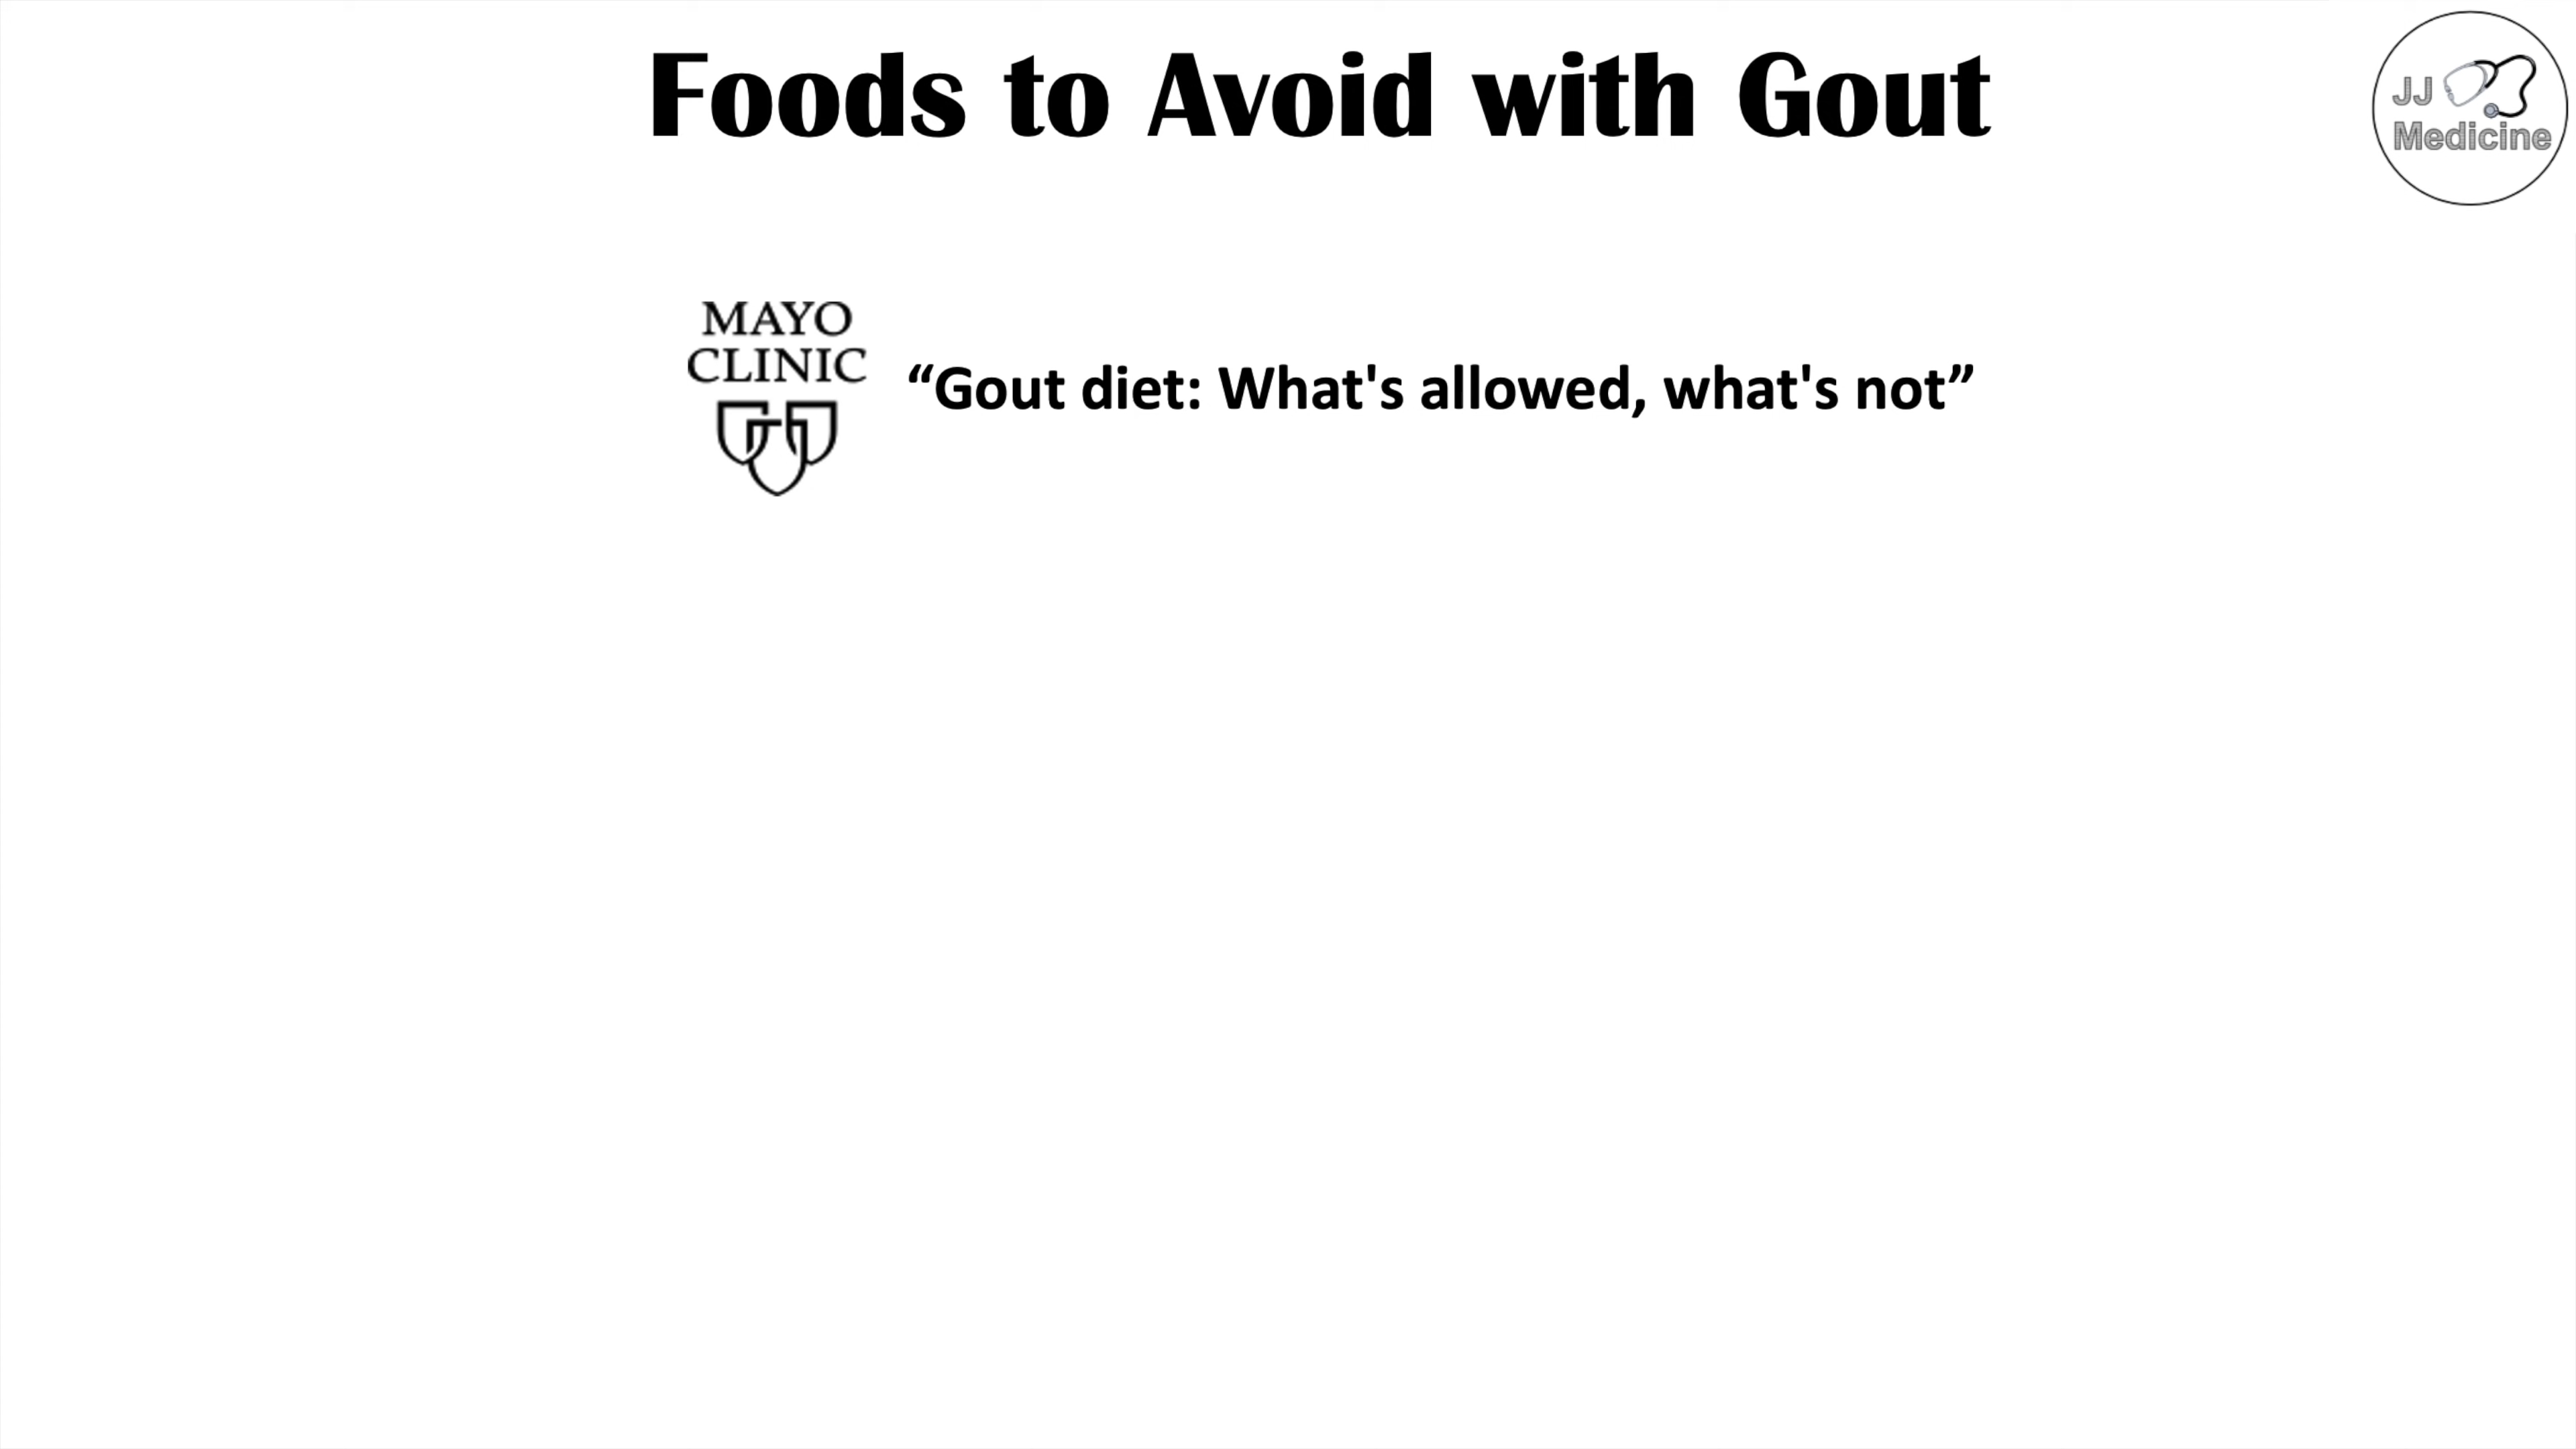 Foods to Avoid with Gout
JJ
Medicine
MAYO
CLINIC
“Gout diet: What's allowed, what's not”